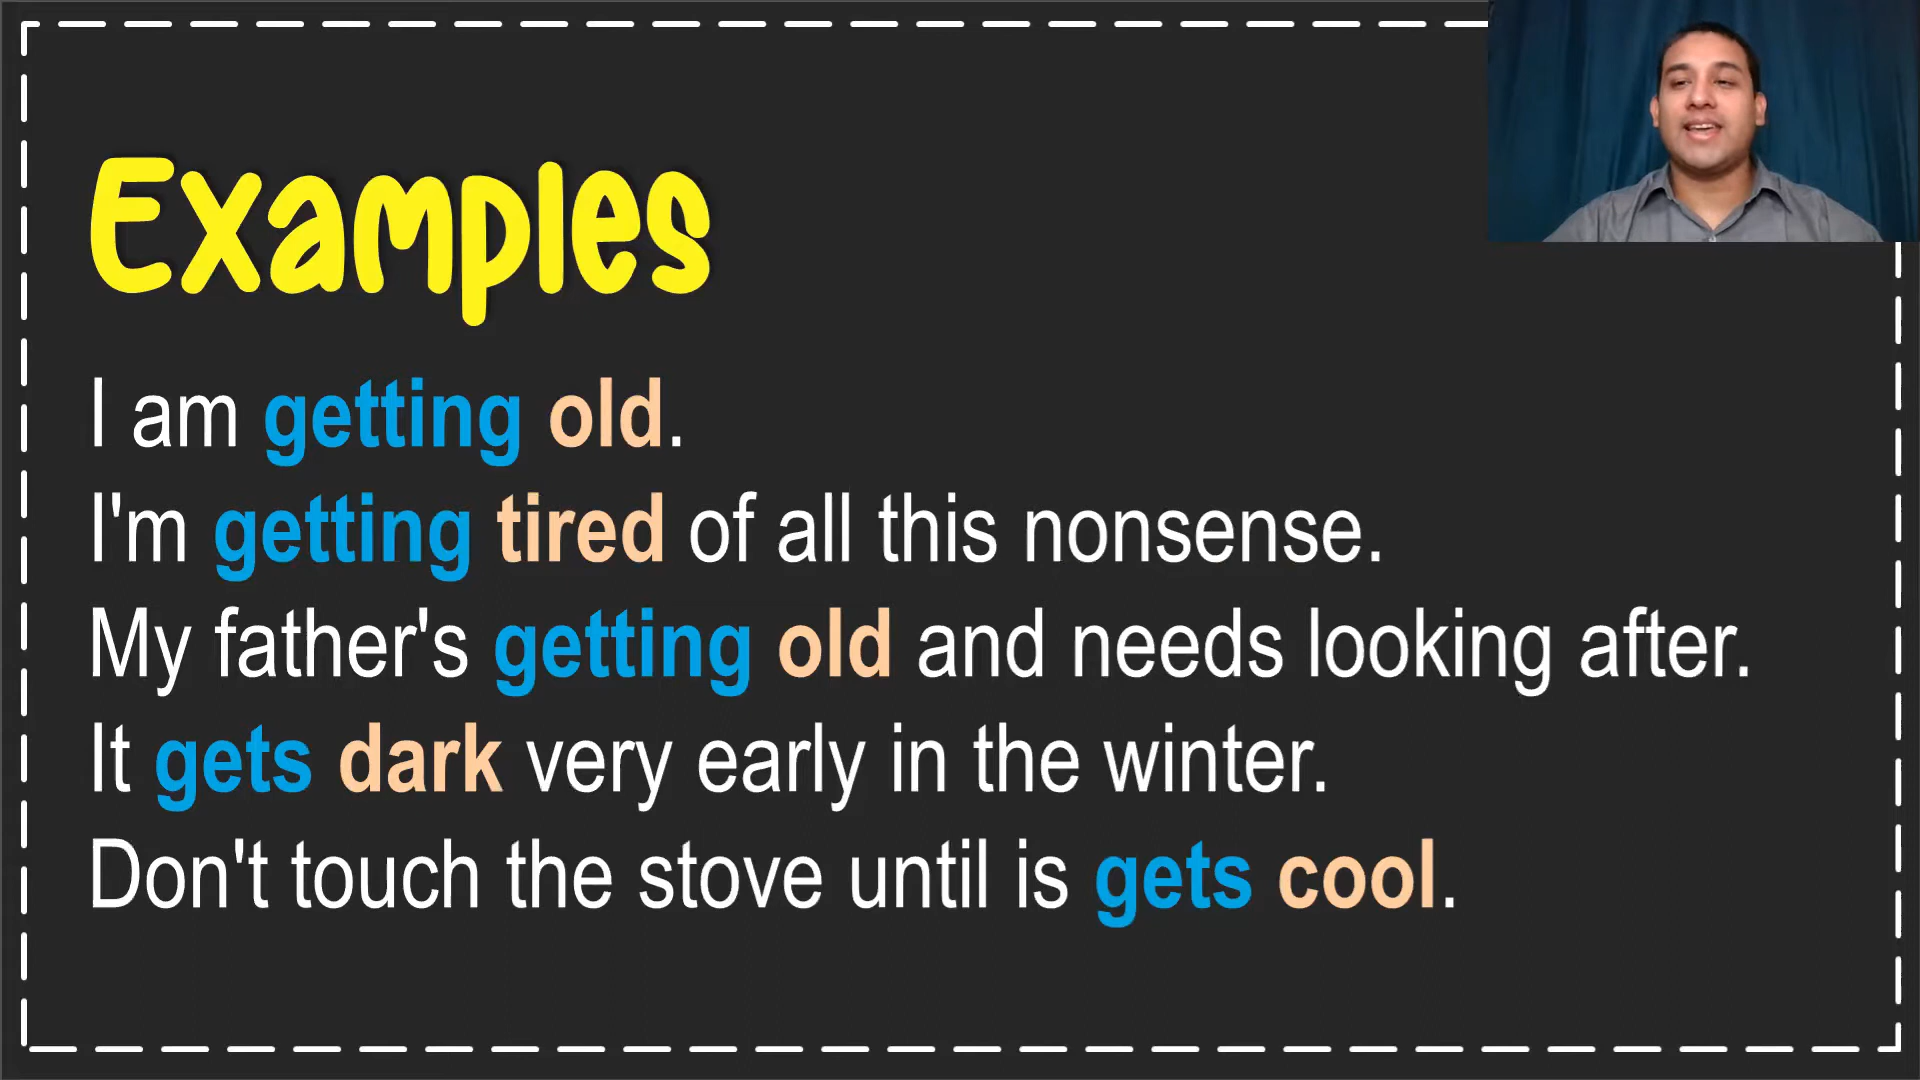 Examples
I am getting old.
I'm getting tired of all this nonsense.
My father's getting old and needs looking after.
It gets dark very early in the winter.
Don't touch the stove until is gets cool.